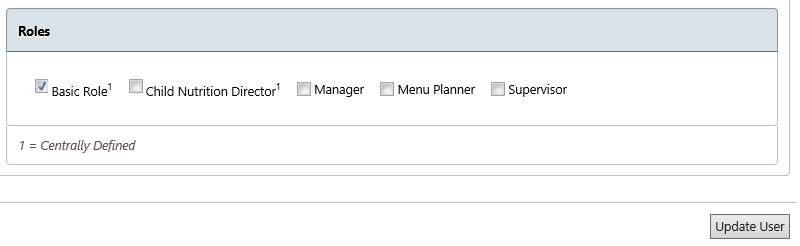 Roles
Basic Role¹ Child Nutrition Director¹ Manager Menu Planner Supervisor
1 = Centrally Defined
Update User